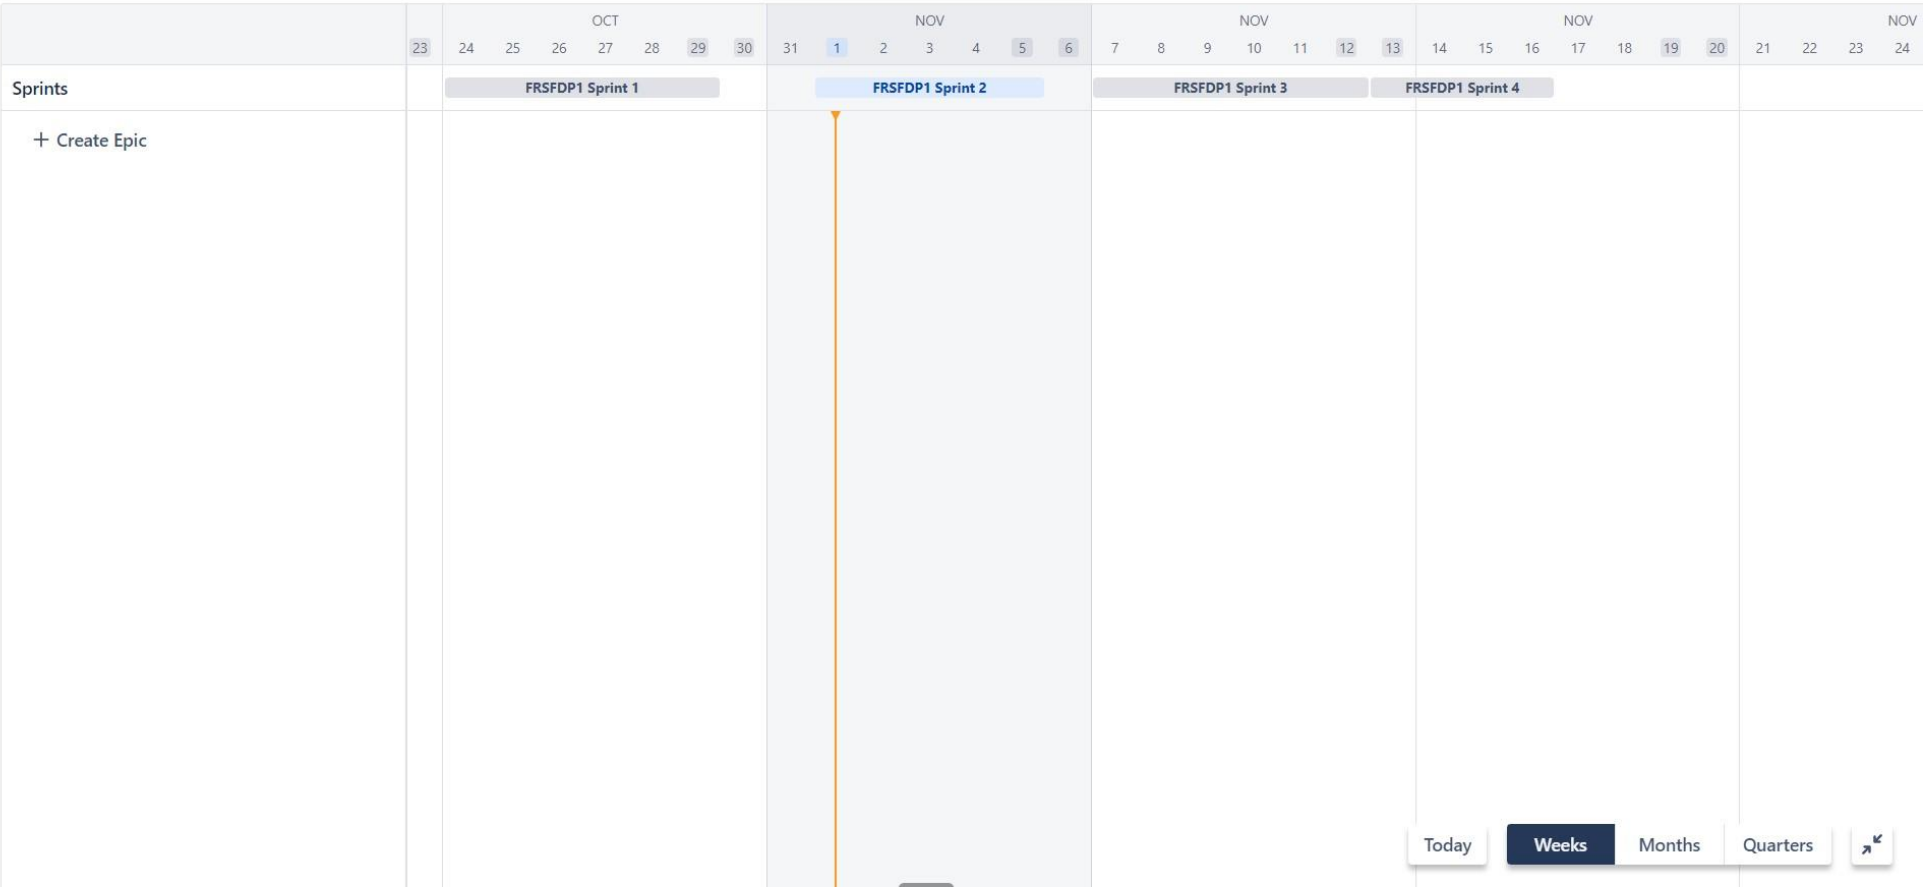 OCT NOV NOV NOV NOV
23 24 25 26 27 28 29 30 31 1 2 3 4 5 6 7 8 9 10 11 12 13 14 15 16 17 18 19 20 21 22 23 24
Sprints FRSFDP1 Sprint 1 FRSFDP1 Sprint 2 FRSFDP1 Sprint 3 FRSFDP1 Sprint 4
+ Create Epic
Today Weeks Months Quarters